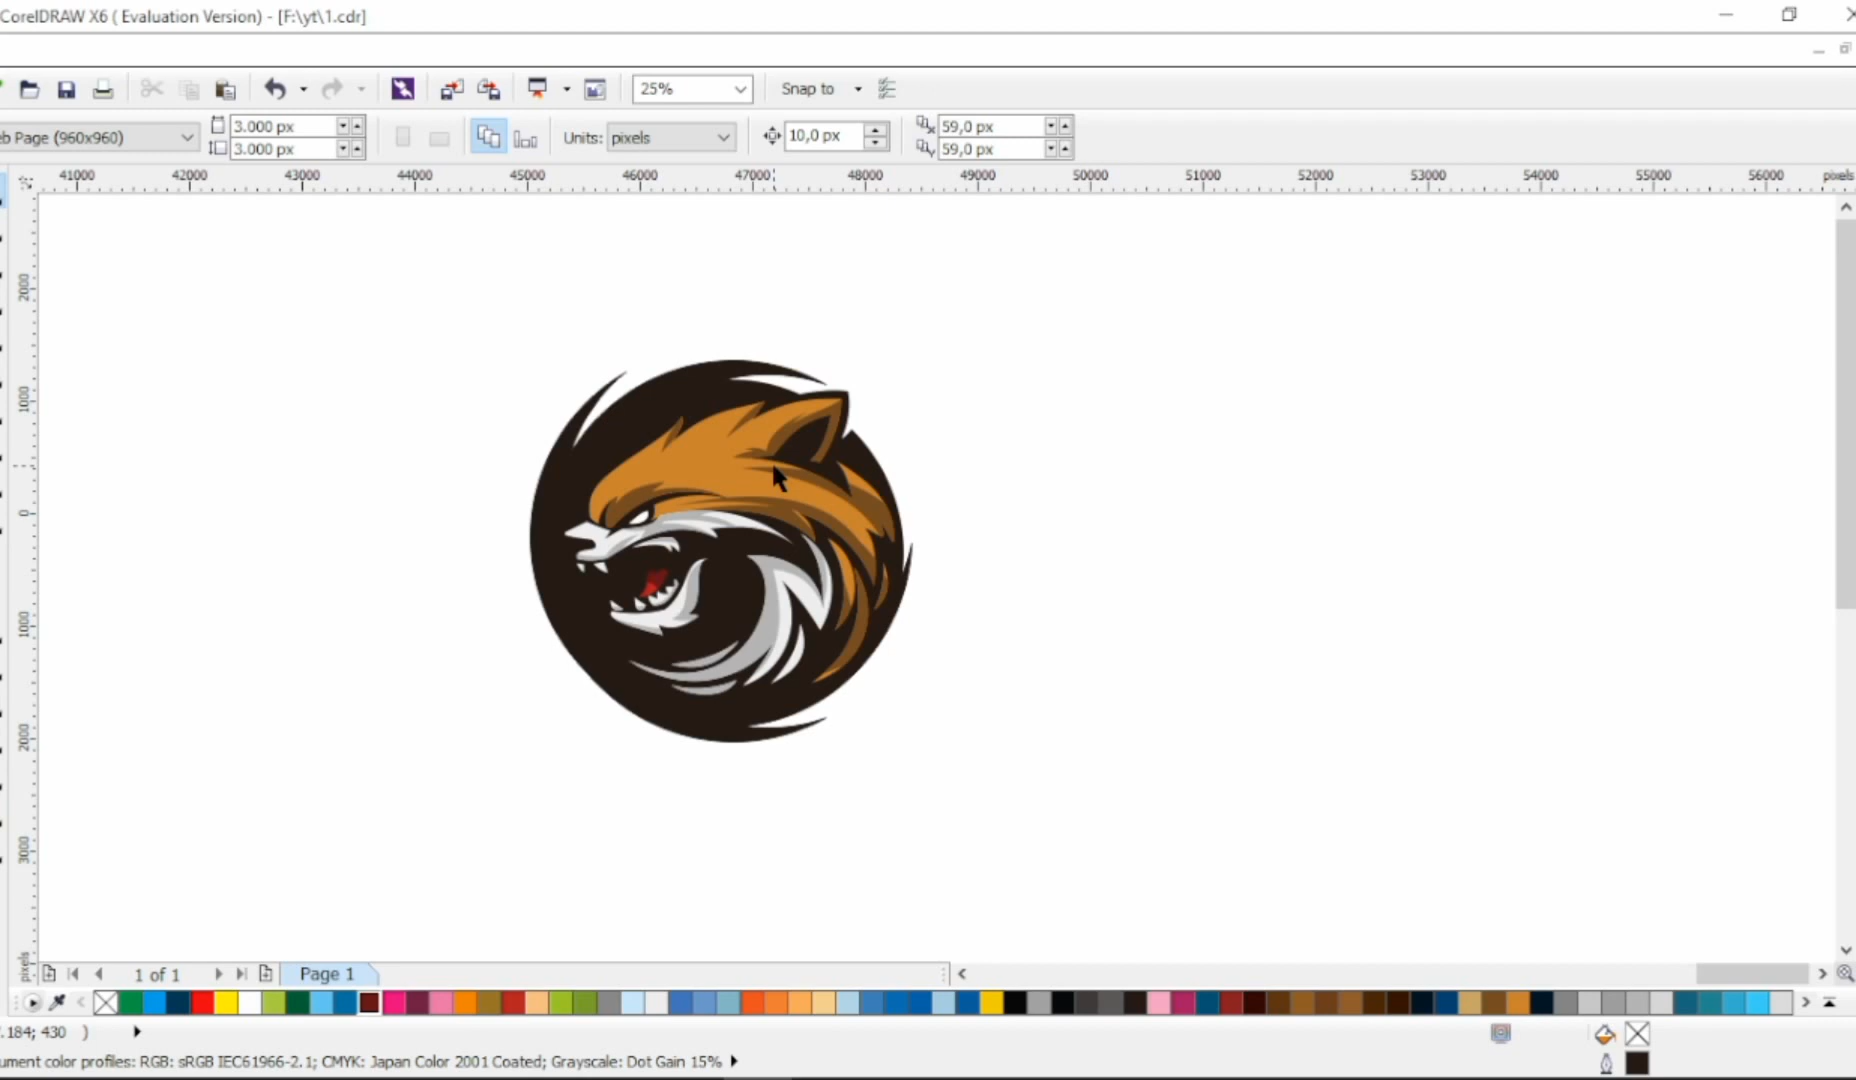 CorelDRAW X6 ( Evaluation Version) - [F:\yt\1.cdr]
25%
Snap to
b Page (960x960)
3.000 px
3.000 px
Units: pixels
10,0 px
59,0 px
59,0 px
41000 42000 43000 44000 45000 46000 47000 48000 49000 50000 51000 52000 53000 54000 55000 56000 pixels
2000
1000
0
1000
2000
3000
pixels
1 of 1
Page 1
.184; 430 )
ument color profiles: RGB: sRGB IEC61966-2.1; CMYK: Japan Color 2001 Coated; Grayscale: Dot Gain 15%